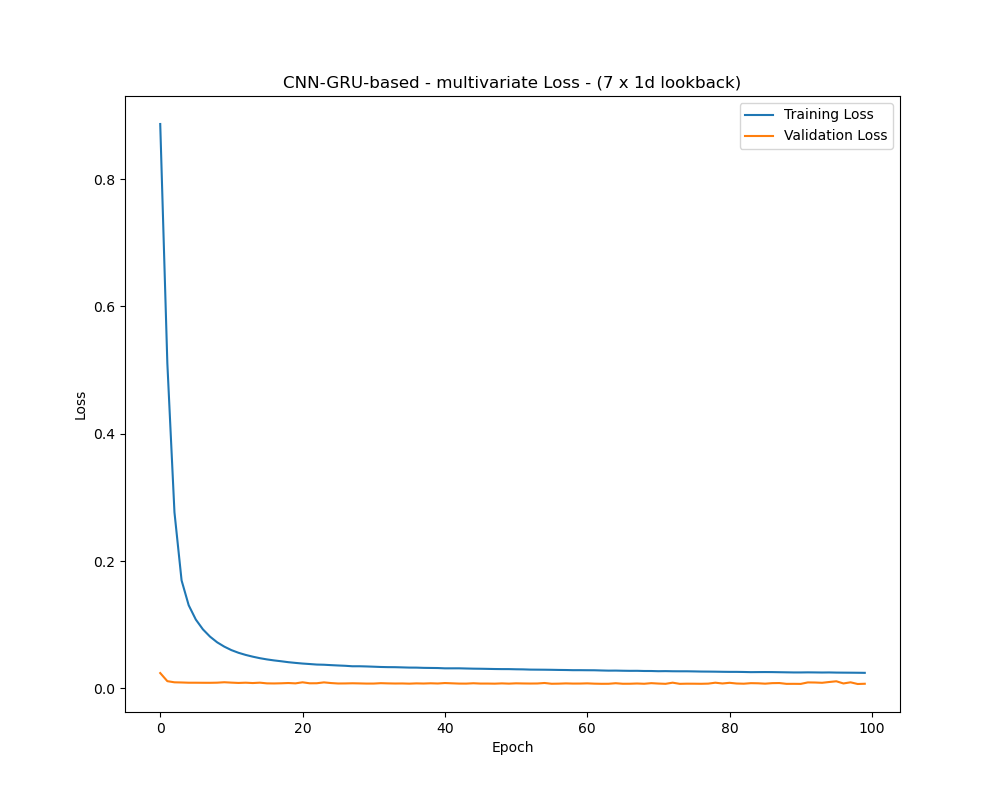 CNN-GRU-based - multivariate Loss - (7 x 1d lookback)
Training Loss
Validation Loss
Loss
0.8
0.6
0.4
0.2
0.0
0 20 40 60 80 100
Epoch